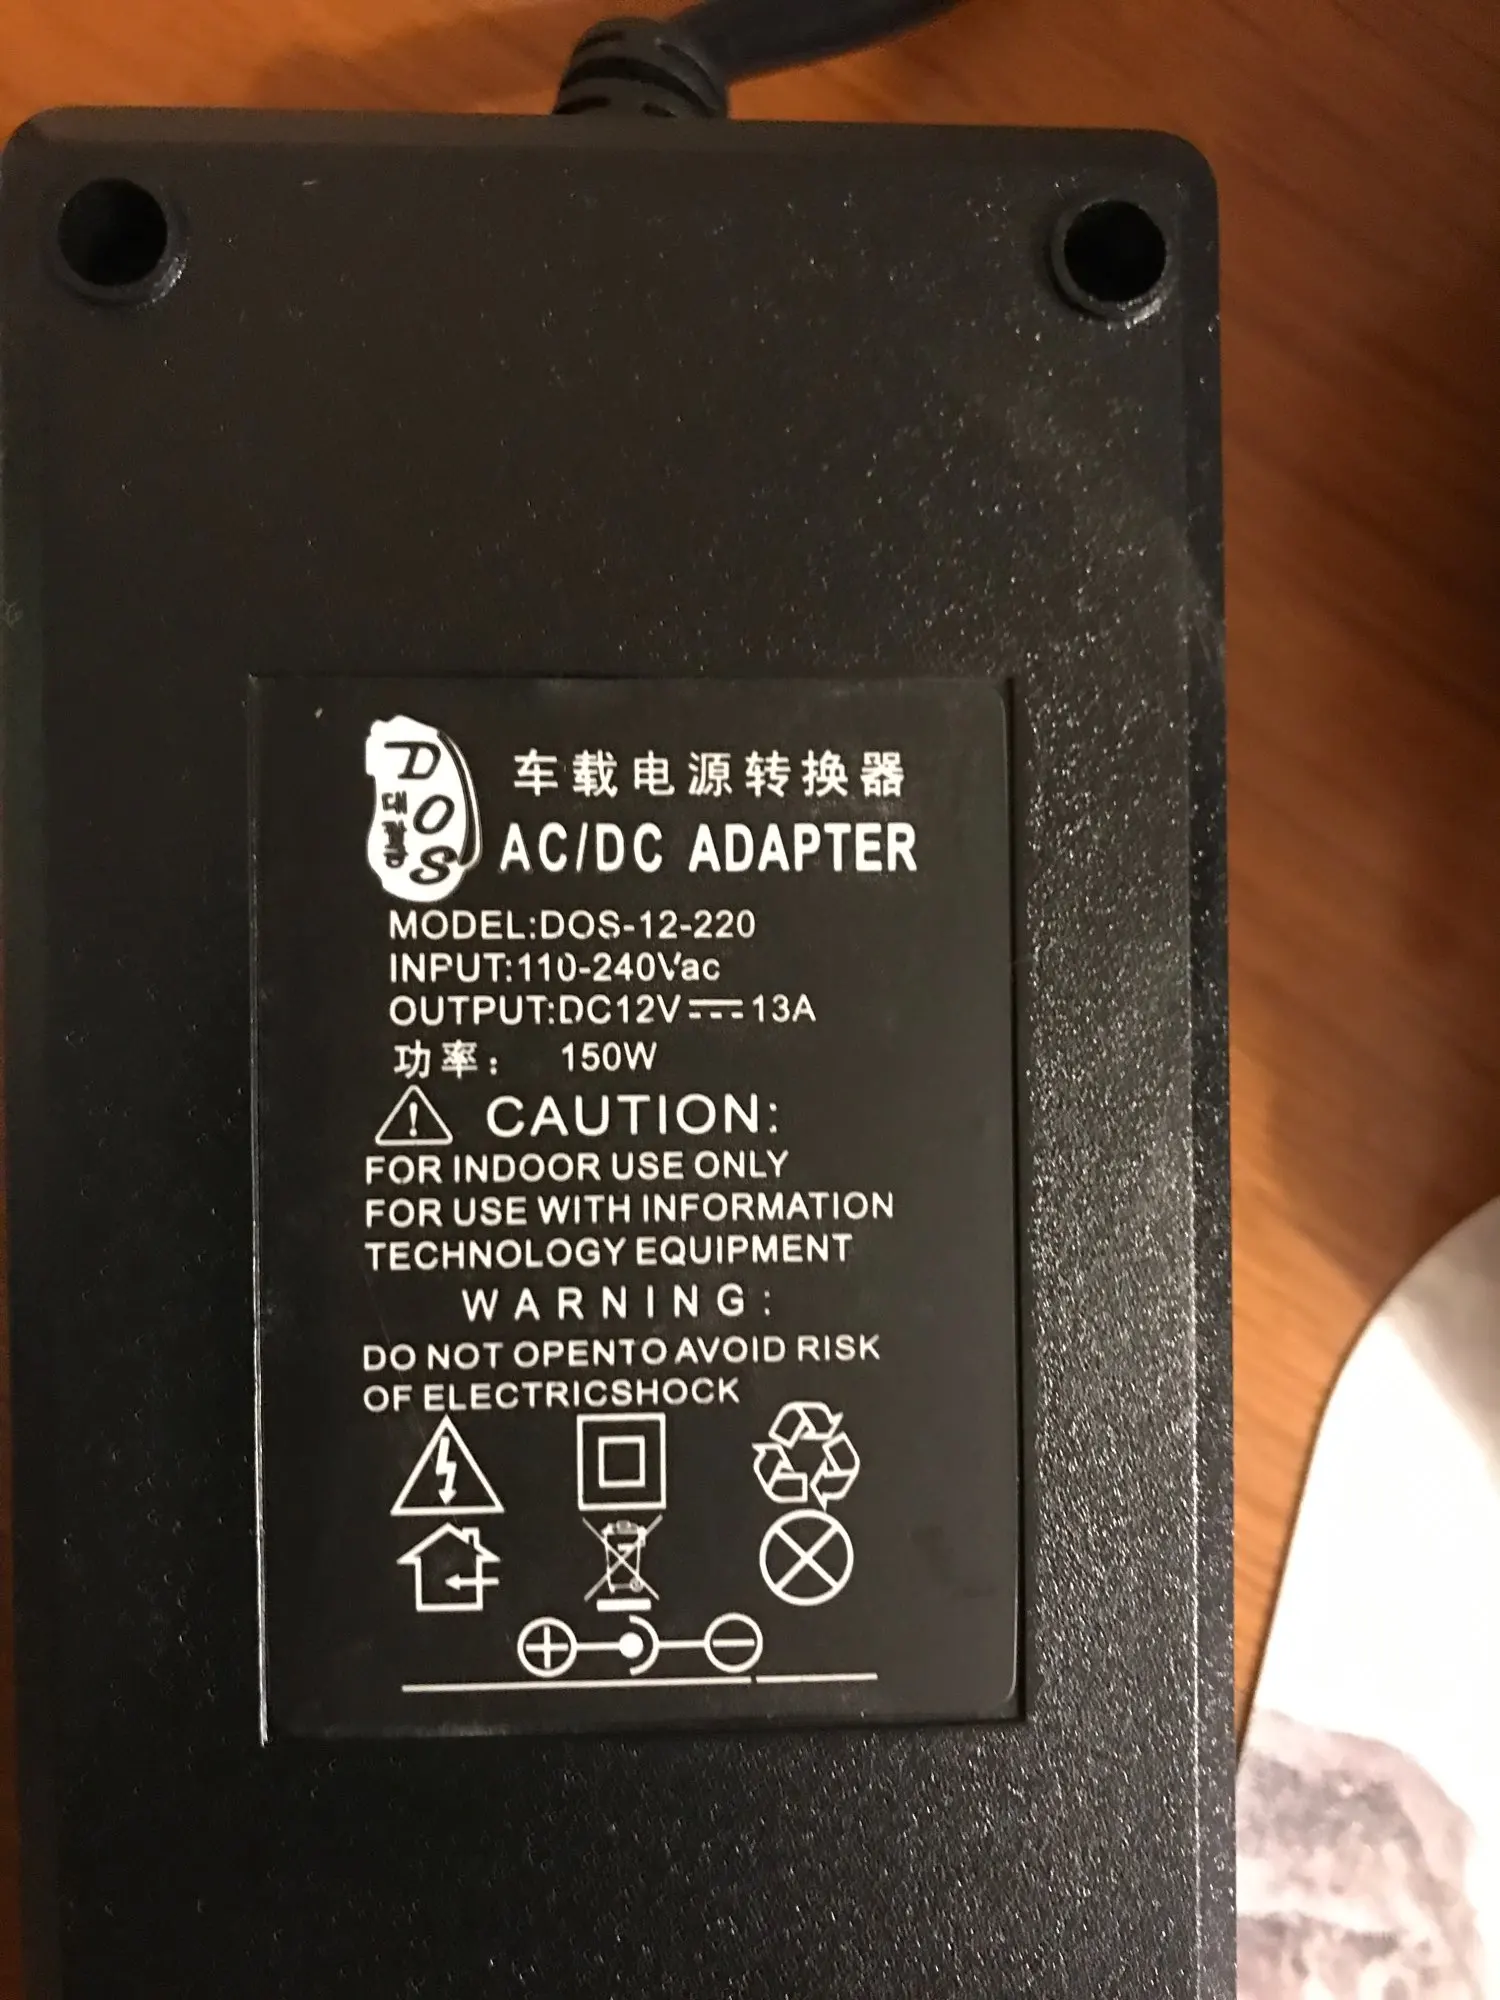 DOS
车载电源转换器
AC/DC ADAPTER
MODEL:DOS-12-220
INPUT:110-240Vac
OUTPUT:DC12V⎓13A
功率： 150W
CAUTION:
FOR INDOOR USE ONLY
FOR USE WITH INFORMATION
TECHNOLOGY EQUIPMENT
WARNING:
DO NOT OPENTO AVOID RISK
OF ELECTRICSHOCK